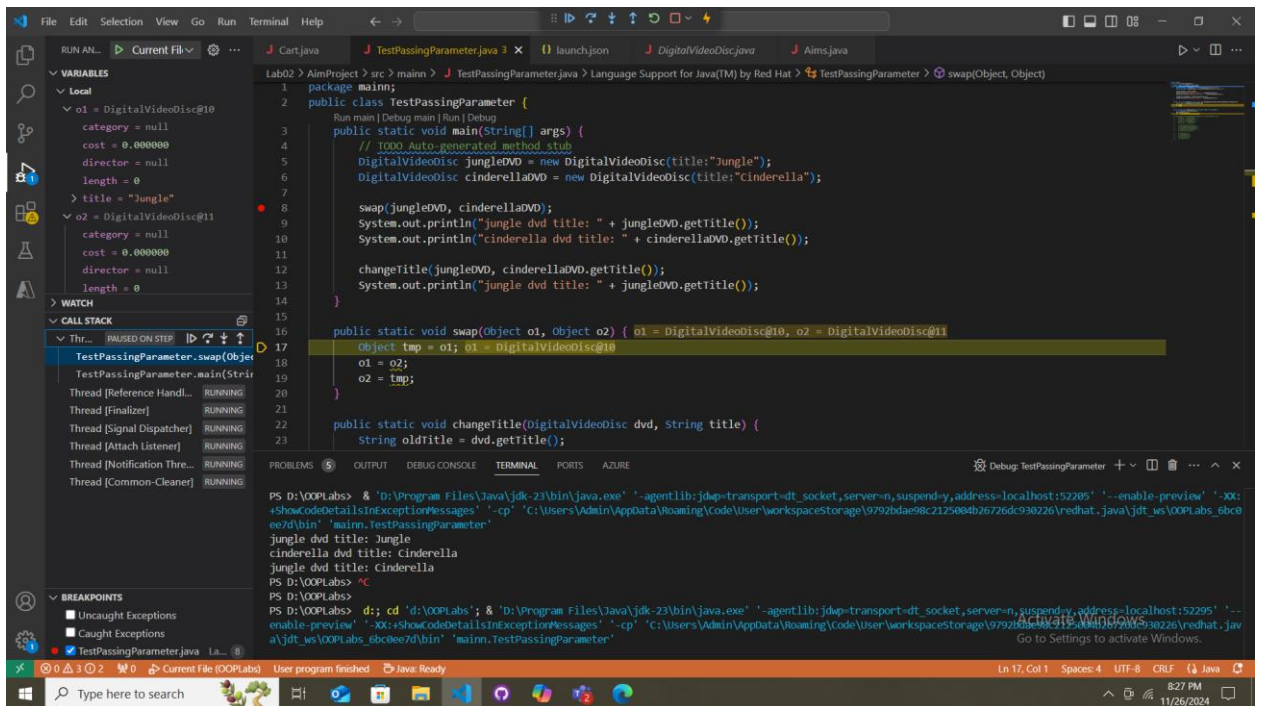 File Edit Selection View Go Run Terminal Help
RUN AN... Current Fil
Cart.java TestPassingParameter.java 3 launch.json DigitalVideoDisc.java Aims.java
VARIABLES
Local
o1 = DigitalVideoDisc@10
category = null
cost = 0.000000
director = null
length = 0
title = "Jungle"
o2 = DigitalVideoDisc@11
category = null
cost = 0.000000
director = null
length = 0
WATCH
CALL STACK
Thr... PAUSED ON STEP
TestPassingParameter.swap(Objec
TestPassingParameter.main(Strin
Thread [Reference Handl... RUNNING
Thread [Finalizer] RUNNING
Thread [Signal Dispatcher] RUNNING
Thread [Attach Listener] RUNNING
Thread [Notification Thre... RUNNING
Thread [Common-Cleaner] RUNNING
BREAKPOINTS
Uncaught Exceptions
Caught Exceptions
TestPassingParameter.java La... 8
Lab02 > AimProject > src > mainn > TestPassingParameter.java > Language Support for Java(TM) by Red Hat > TestPassingParameter > swap(Object, Object)
1 package mainn;
2 public class TestPassingParameter {
Run main | Debug main | Run | Debug
3 public static void main(String[] args) {
4 // TODO Auto-generated method stub
5 DigitalVideoDisc jungleDVD = new DigitalVideoDisc(title:"Jungle");
6 DigitalVideoDisc cinderellaDVD = new DigitalVideoDisc(title:"Cinderella");
7
8 swap(jungleDVD, cinderellaDVD);
9 System.out.println("jungle dvd title: " + jungleDVD.getTitle());
10 System.out.println("cinderella dvd title: " + cinderellaDVD.getTitle());
11
12 changeTitle(jungleDVD, cinderellaDVD.getTitle());
13 System.out.println("jungle dvd title: " + jungleDVD.getTitle());
14 }
15
16 public static void swap(Object o1, Object o2) { o1 = DigitalVideoDisc@10, o2 = DigitalVideoDisc@11
17 Object tmp = o1; o1 = DigitalVideoDisc@10
18 o1 = o2;
19 o2 = tmp;
20 }
21
22 public static void changeTitle(DigitalVideoDisc dvd, String title) {
23 String oldTitle = dvd.getTitle();
PROBLEMS 5 OUTPUT DEBUG CONSOLE TERMINAL PORTS AZURE Debug: TestPassingParameter
PS D:\OOPLabs> & 'D:\Program Files\Java\jdk-23\bin\java.exe' '-agentlib:jdwp=transport=dt_socket,server=n,suspend=y,address=localhost:52205' '--enable-preview' '-XX:
+ShowCodeDetailsInExceptionMessages' '-cp' 'C:\Users\Admin\AppData\Roaming\Code\User\workspaceStorage\9792bdae98c2125004b26726dc930226\redhat.java\jdt_ws\OOPLabs_6bc0
ee7d\bin' 'mainn.TestPassingParameter'
jungle dvd title: Jungle
cinderella dvd title: Cinderella
jungle dvd title: Cinderella
PS D:\OOPLabs> ^C
PS D:\OOPLabs>
PS D:\OOPLabs> d:; cd 'd:\OOPLabs'; & 'D:\Program Files\Java\jdk-23\bin\java.exe' '-agentlib:jdwp=transport=dt_socket,server=n,suspend=y,address=localhost:52295' '--
enable-preview' '-XX:+ShowCodeDetailsInExceptionMessages' '-cp' 'C:\Users\Admin\AppData\Roaming\Code\User\workspaceStorage\9792bdae98c2125004b26726dc930226\redhat.jav
a\jdt_ws\OOPLabs_6bc0ee7d\bin' 'mainn.TestPassingParameter'
Activate Windows
Go to Settings to activate Windows.
0 3 2 0 Current File (OOPLabs) User program finished Java: Ready Ln 17, Col 1 Spaces: 4 UTF-8 CRLF Java
Type here to search
8:27 PM
11/26/2024